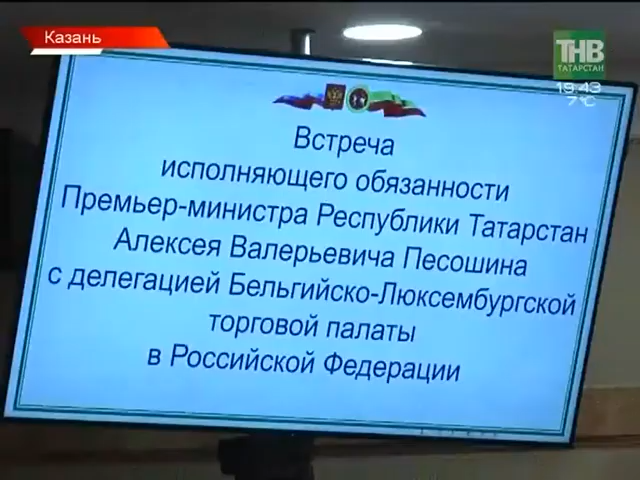 Казань
ТНВ
ТАТАРСТАН
19:43
7°C
Встреча
исполняющего обязанности
Премьер-министра Республики Татарстан
Алексея Валерьевича Песошина
с делегацией Бельгийско-Люксембургской
торговой палаты
в Российской Федерации